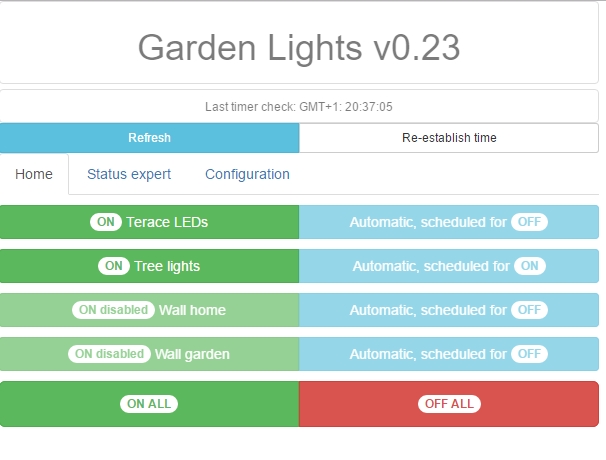 Garden Lights v0.23
Last timer check: GMT+1: 20:37:05
Refresh Re-establish time
Home Status expert Configuration
ON Terace LEDs Automatic, scheduled for OFF
ON Tree lights Automatic, scheduled for ON
ON disabled Wall home Automatic, scheduled for OFF
ON disabled Wall garden Automatic, scheduled for OFF
ON ALL OFF ALL